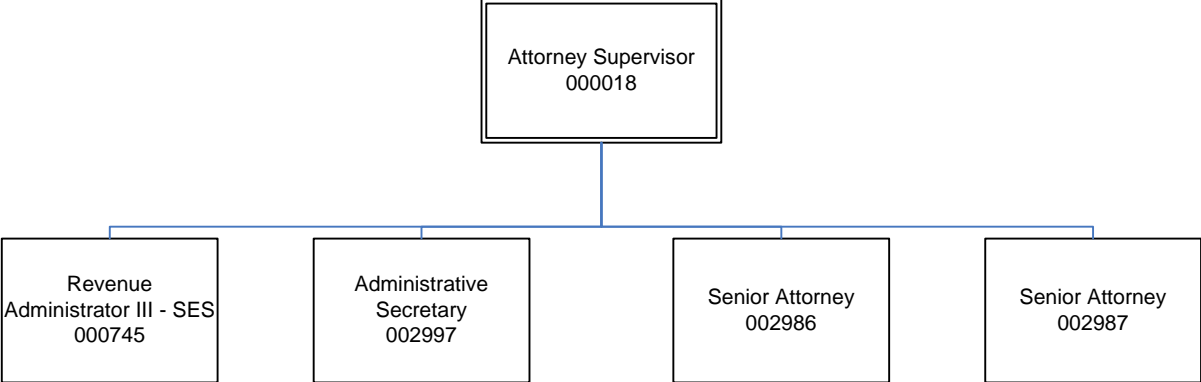 Attorney Supervisor
000018
Revenue
Administrator III - SES
000745
Administrative
Secretary
002997
Senior Attorney
002986
Senior Attorney
002987